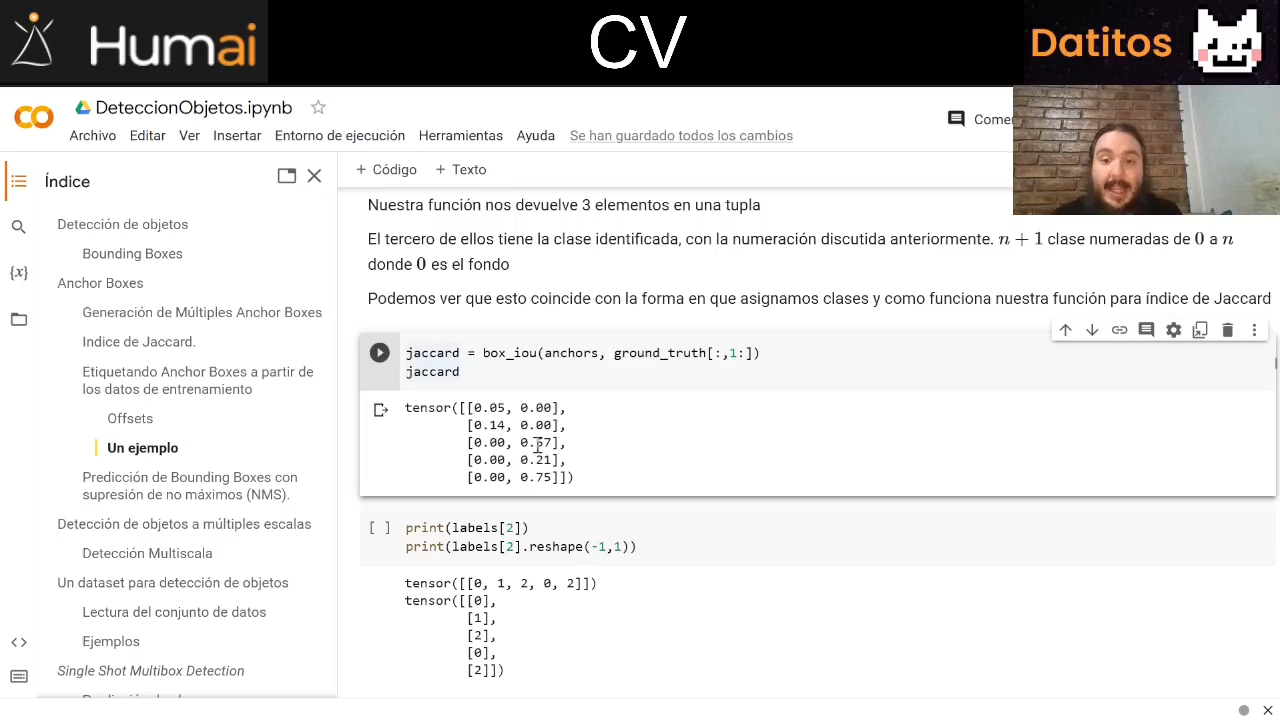 Humai
CV
Datitos
DeteccionObjetos.ipynb
Archivo Editar Ver Insertar Entorno de ejecución Herramientas Ayuda Se han guardado todos los cambios
Comer
Índice
+ Código + Texto
Detección de objetos
Bounding Boxes
Anchor Boxes
Generación de Múltiples Anchor Boxes
Indice de Jaccard.
Etiquetando Anchor Boxes a partir de
los datos de entrenamiento
Offsets
Un ejemplo
Predicción de Bounding Boxes con
supresión de no máximos (NMS).
Detección de objetos a múltiples escalas
Detección Multiscala
Un dataset para detección de objetos
Lectura del conjunto de datos
Ejemplos
Single Shot Multibox Detection
Nuestra función nos devuelve 3 elementos en una tupla
El tercero de ellos tiene la clase identificada, con la numeración discutida anteriormente. n + 1 clase numeradas de 0 a n
donde 0 es el fondo
Podemos ver que esto coincide con la forma en que asignamos clases y como funciona nuestra función para índice de Jaccard
jaccard = box_iou(anchors, ground_truth[:,1:])
jaccard
tensor([[0.05, 0.00],
[0.14, 0.00],
[0.00, 0.57],
[0.00, 0.21],
[0.00, 0.75]])
[ ] print(labels[2])
print(labels[2].reshape(-1,1))
tensor([[0, 1, 2, 0, 2]])
tensor([[0],
[1],
[2],
[0],
[2]])